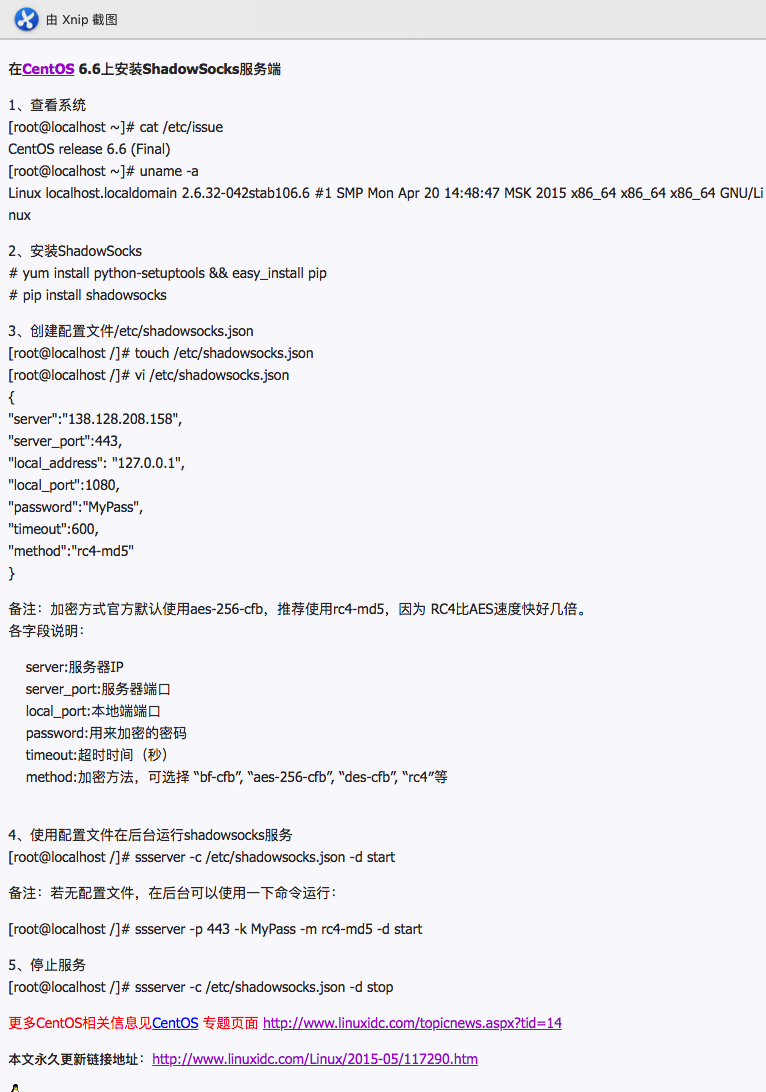 由 Xnip 截图
在CentOS 6.6上安装ShadowSocks服务端
1、查看系统
[root@localhost ~]# cat /etc/issue
CentOS release 6.6 (Final)
[root@localhost ~]# uname -a
Linux localhost.localdomain 2.6.32-042stab106.6 #1 SMP Mon Apr 20 14:48:47 MSK 2015 x86_64 x86_64 x86_64 GNU/Li
nux
2、安装ShadowSocks
# yum install python-setuptools && easy_install pip
# pip install shadowsocks
3、创建配置文件/etc/shadowsocks.json
[root@localhost /]# touch /etc/shadowsocks.json
[root@localhost /]# vi /etc/shadowsocks.json
{
"server":"138.128.208.158",
"server_port":443,
"local_address": "127.0.0.1",
"local_port":1080,
"password":"MyPass",
"timeout":600,
"method":"rc4-md5"
}
备注：加密方式官方默认使用aes-256-cfb，推荐使用rc4-md5，因为 RC4比AES速度快好几倍。
各字段说明：
server:服务器IP
server_port:服务器端口
local_port:本地端端口
password:用来加密的密码
timeout:超时时间（秒）
method:加密方法，可选择 “bf-cfb”, “aes-256-cfb”, “des-cfb”, “rc4″等
4、使用配置文件在后台运行shadowsocks服务
[root@localhost /]# ssserver -c /etc/shadowsocks.json -d start
备注：若无配置文件，在后台可以使用一下命令运行：
[root@localhost /]# ssserver -p 443 -k MyPass -m rc4-md5 -d start
5、停止服务
[root@localhost /]# ssserver -c /etc/shadowsocks.json -d stop
更多CentOS相关信息见CentOS 专题页面 http://www.linuxidc.com/topicnews.aspx?tid=14
本文永久更新链接地址：http://www.linuxidc.com/Linux/2015-05/117290.htm